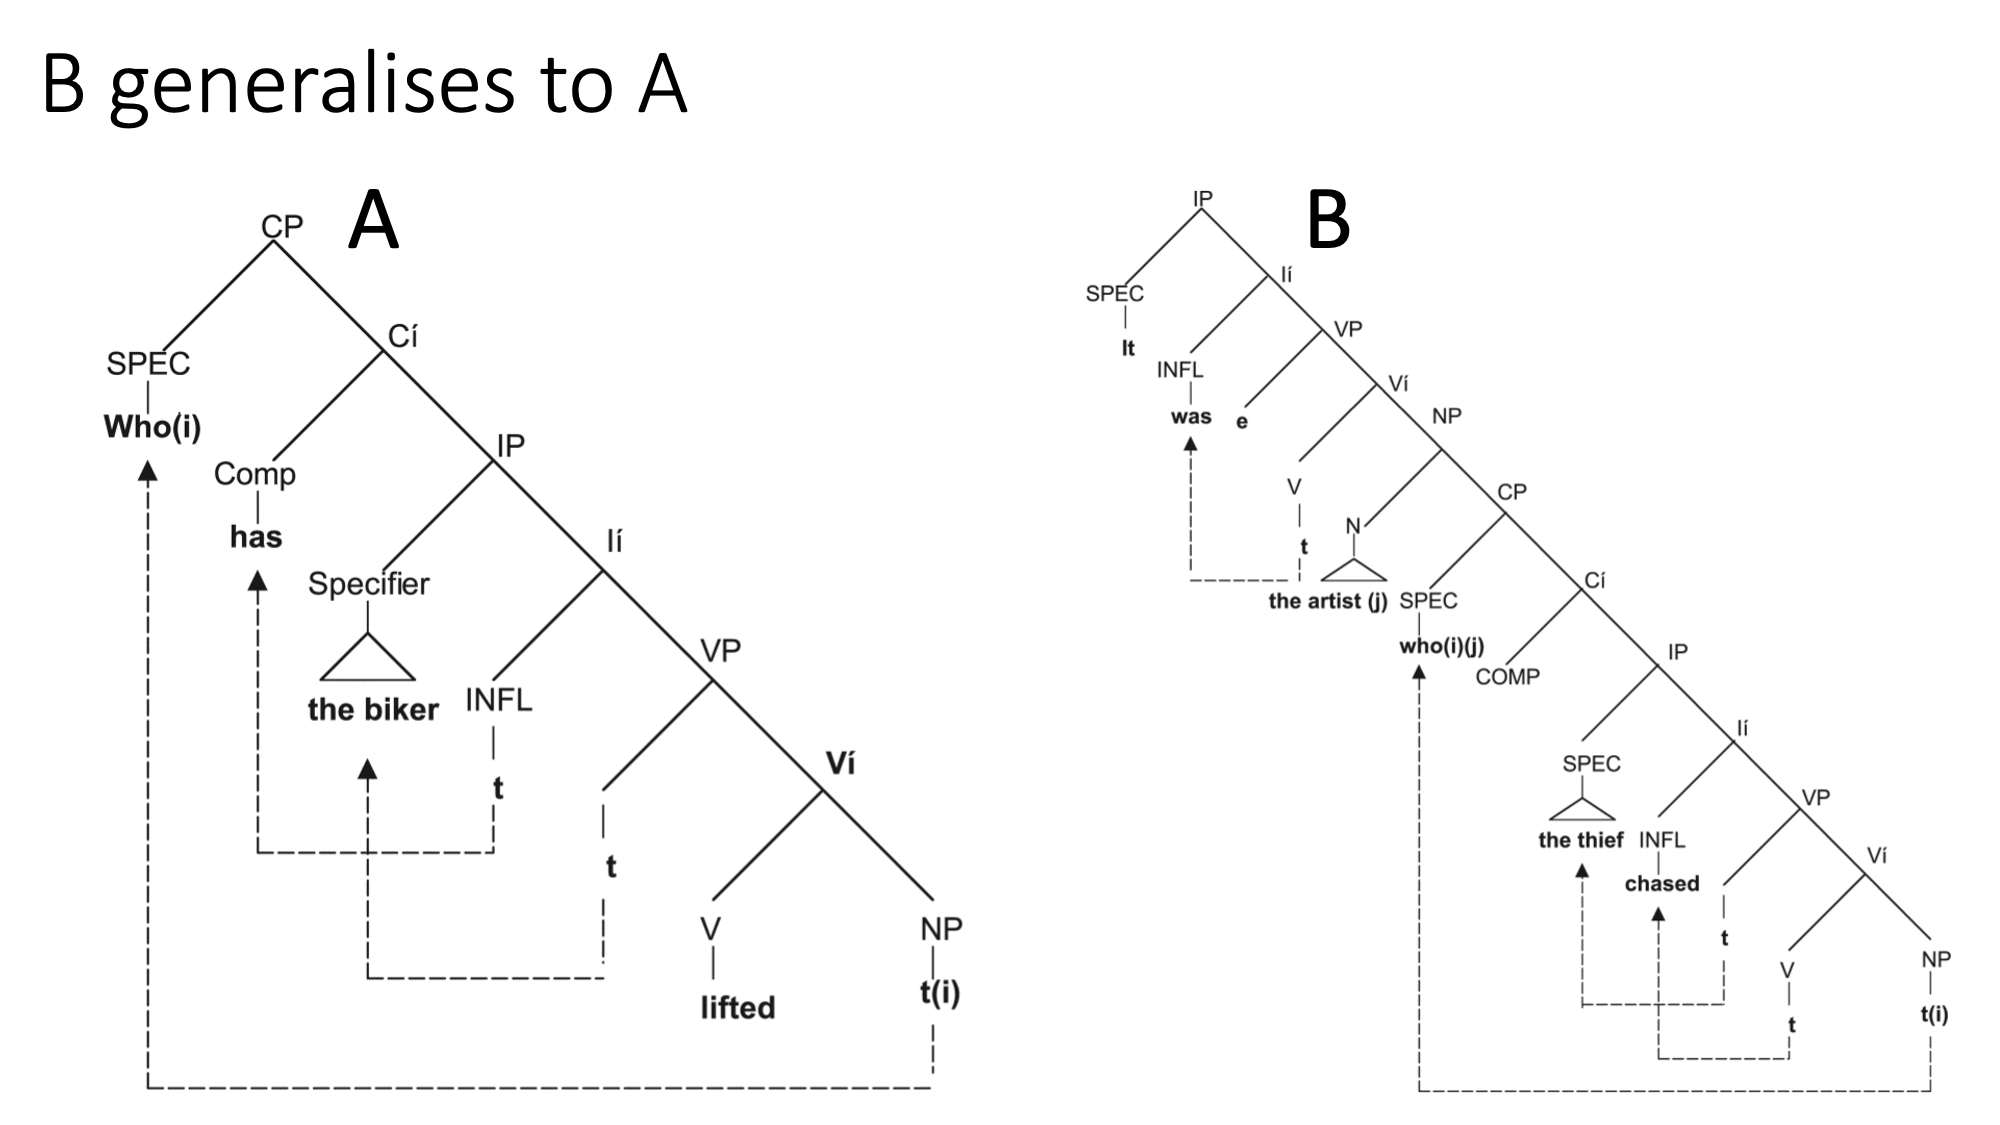 B generalises to A
A
CP
SPEC
Who(i)
Cí
Comp
has
IP
Specifier
the biker
Ií
INFL
t
VP
t
Ví
V
lifted
NP
t(i)
B
IP
SPEC
It
Ií
INFL
was
VP
e
Ví
V
t
NP
N
the artist (j)
CP
SPEC
who(i)(j)
Cí
COMP
IP
SPEC
the thief
Ií
INFL
chased
VP
t
Ví
V
t
NP
t(i)